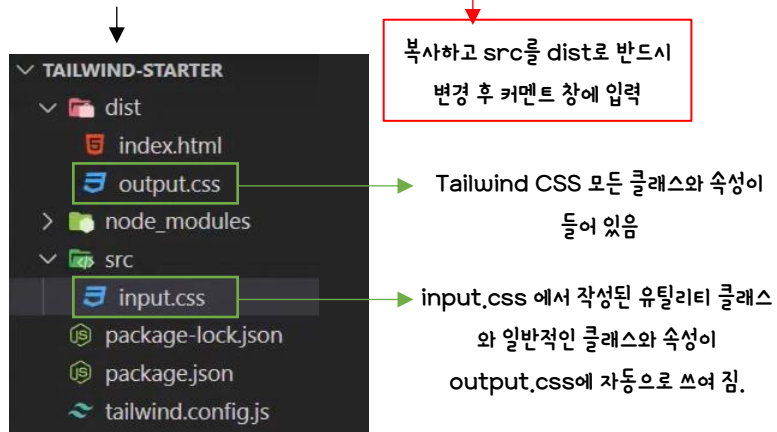 복사하고 src를 dist로 반드시
변경 후 커멘트 창에 입력
TAILWIND-STARTER
dist
index.html
output.css
Tailwind CSS 모든 클래스와 속성이
들어 있음
node_modules
src
input.css
input.css 에서 작성된 유틸리티 클래스
와 일반적인 클래스와 속성이
output.css에 자동으로 쓰여 짐.
package-lock.json
package.json
tailwind.config.js